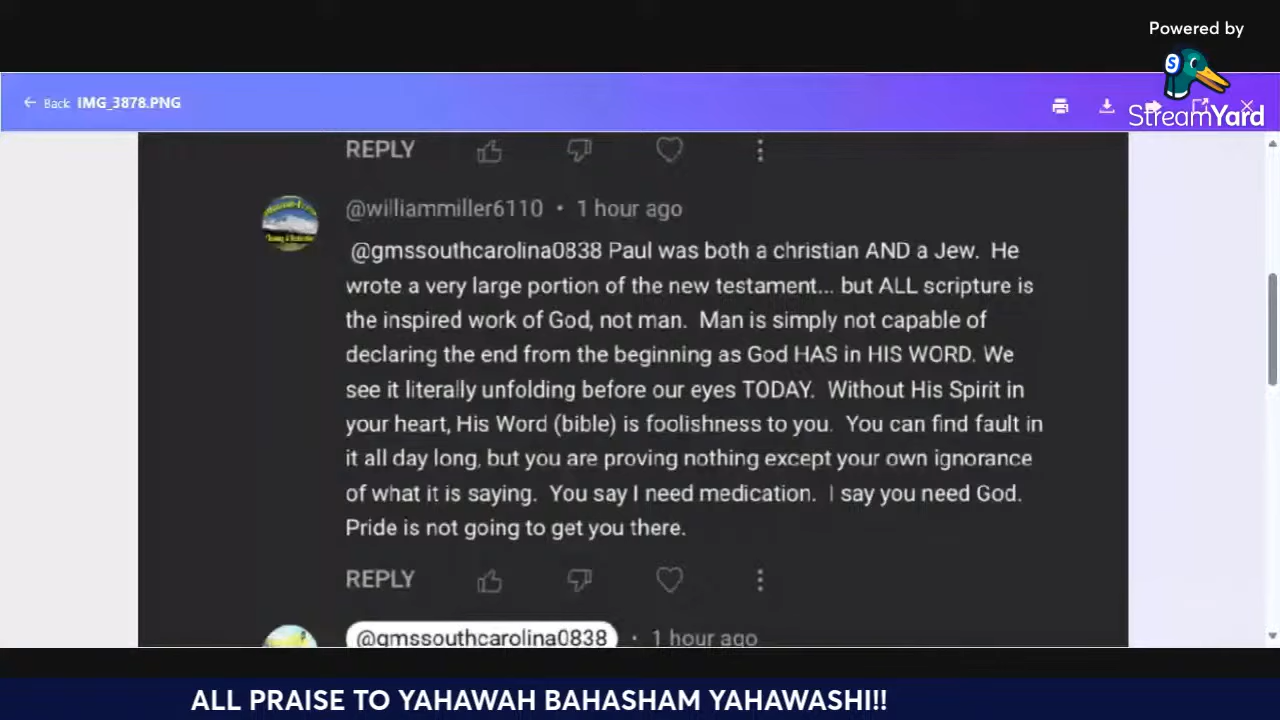 Powered by
StreamYard
Back IMG_3878.PNG
REPLY
@williammiller6110 • 1 hour ago
@gmssouthcarolina0838 Paul was both a christian AND a Jew. He
wrote a very large portion of the new testament... but ALL scripture is
the inspired work of God, not man. Man is simply not capable of
declaring the end from the beginning as God HAS in HIS WORD. We
see it literally unfolding before our eyes TODAY. Without His Spirit in
your heart, His Word (bible) is foolishness to you. You can find fault in
it all day long, but you are proving nothing except your own ignorance
of what it is saying. You say I need medication. I say you need God.
Pride is not going to get you there.
REPLY
@gmssouthcarolina0838 • 1 hour ago
ALL PRAISE TO YAHAWAH BAHASHAM YAHAWASHI!!